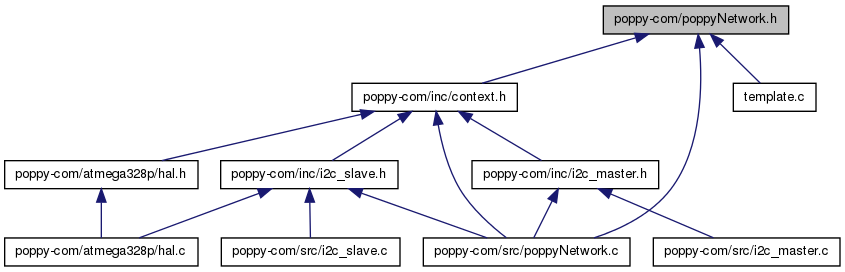 poppy-com/poppyNetwork.h
poppy-com/inc/context.h
template.c
poppy-com/atmega328p/hal.h
poppy-com/inc/i2c_slave.h
poppy-com/inc/i2c_master.h
poppy-com/atmega328p/hal.c
poppy-com/src/i2c_slave.c
poppy-com/src/poppyNetwork.c
poppy-com/src/i2c_master.c